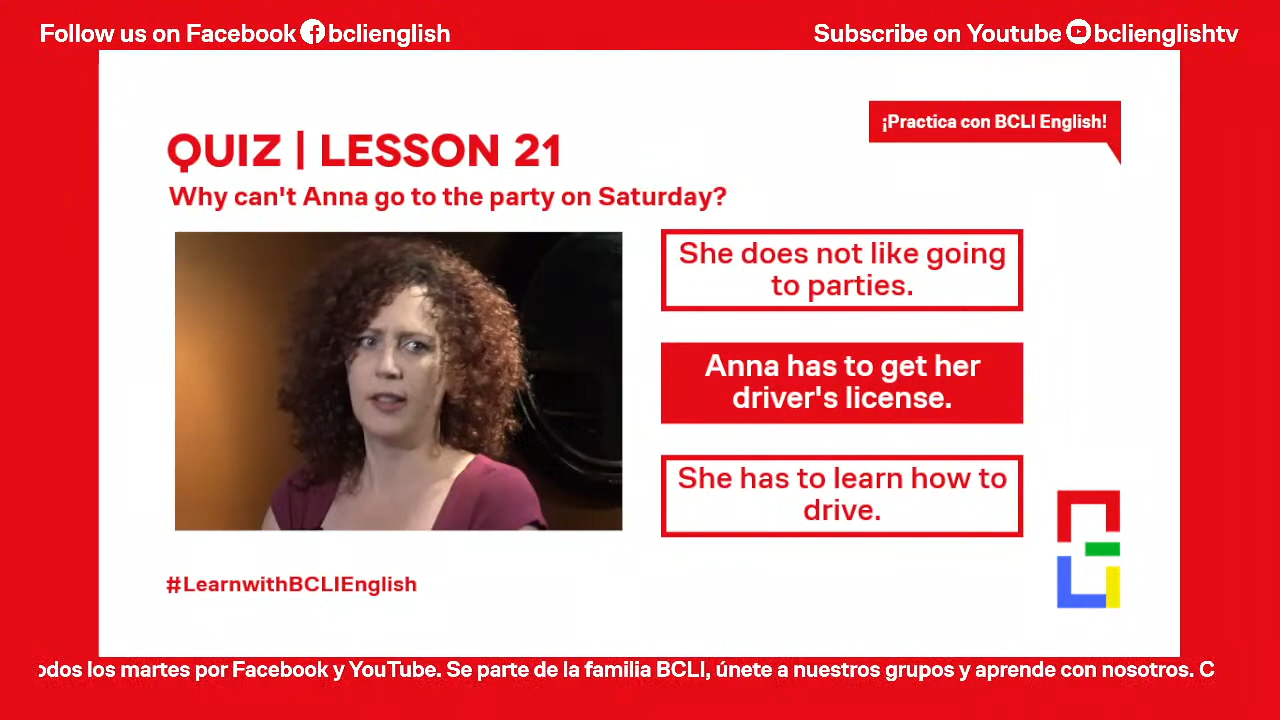 Follow us on Facebook bclienglish
Subscribe on Youtube bclienglishtv
¡Practica con BCLI English!
QUIZ | LESSON 21
Why can't Anna go to the party on Saturday?
She does not like going
to parties.
Anna has to get her
driver's license.
She has to learn how to
drive.
#LearnwithBCLIEnglish
los martes por Facebook y YouTube. Se parte de la familia BCLI, únete a nuestros grupos y aprende con nosotros. C